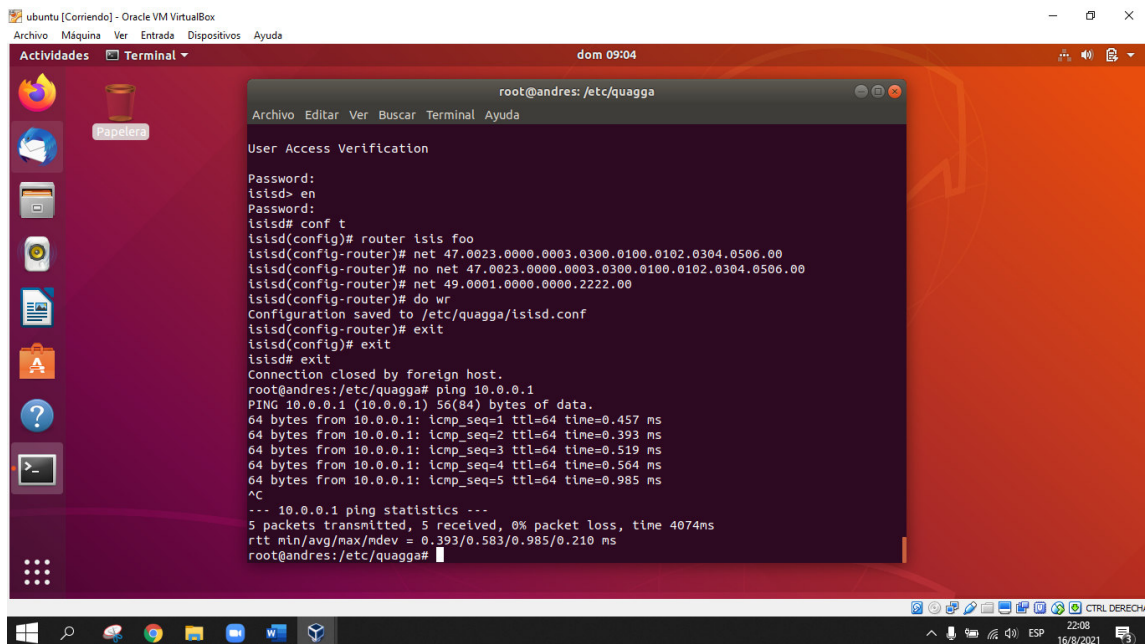 ubuntu [Corriendo] - Oracle VM VirtualBox
Archivo Máquina Ver Entrada Dispositivos Ayuda
Actividades Terminal dom 09:04
Papelera
root@andres: /etc/quagga
Archivo Editar Ver Buscar Terminal Ayuda
User Access Verification
Password:
isisd> en
Password:
isisd# conf t
isisd(config)# router isis foo
isisd(config-router)# net 47.0023.0000.0003.0300.0100.0102.0304.0506.00
isisd(config-router)# no net 47.0023.0000.0003.0300.0100.0102.0304.0506.00
isisd(config-router)# net 49.0001.0000.0000.2222.00
isisd(config-router)# do wr
Configuration saved to /etc/quagga/isisd.conf
isisd(config-router)# exit
isisd(config)# exit
isisd# exit
Connection closed by foreign host.
root@andres:/etc/quagga# ping 10.0.0.1
PING 10.0.0.1 (10.0.0.1) 56(84) bytes of data.
64 bytes from 10.0.0.1: icmp_seq=1 ttl=64 time=0.457 ms
64 bytes from 10.0.0.1: icmp_seq=2 ttl=64 time=0.393 ms
64 bytes from 10.0.0.1: icmp_seq=3 ttl=64 time=0.519 ms
64 bytes from 10.0.0.1: icmp_seq=4 ttl=64 time=0.564 ms
64 bytes from 10.0.0.1: icmp_seq=5 ttl=64 time=0.985 ms
^C
--- 10.0.0.1 ping statistics ---
5 packets transmitted, 5 received, 0% packet loss, time 4074ms
rtt min/avg/max/mdev = 0.393/0.583/0.985/0.210 ms
root@andres:/etc/quagga#
CTRL DERECHA
ESP
22:08
16/8/2021